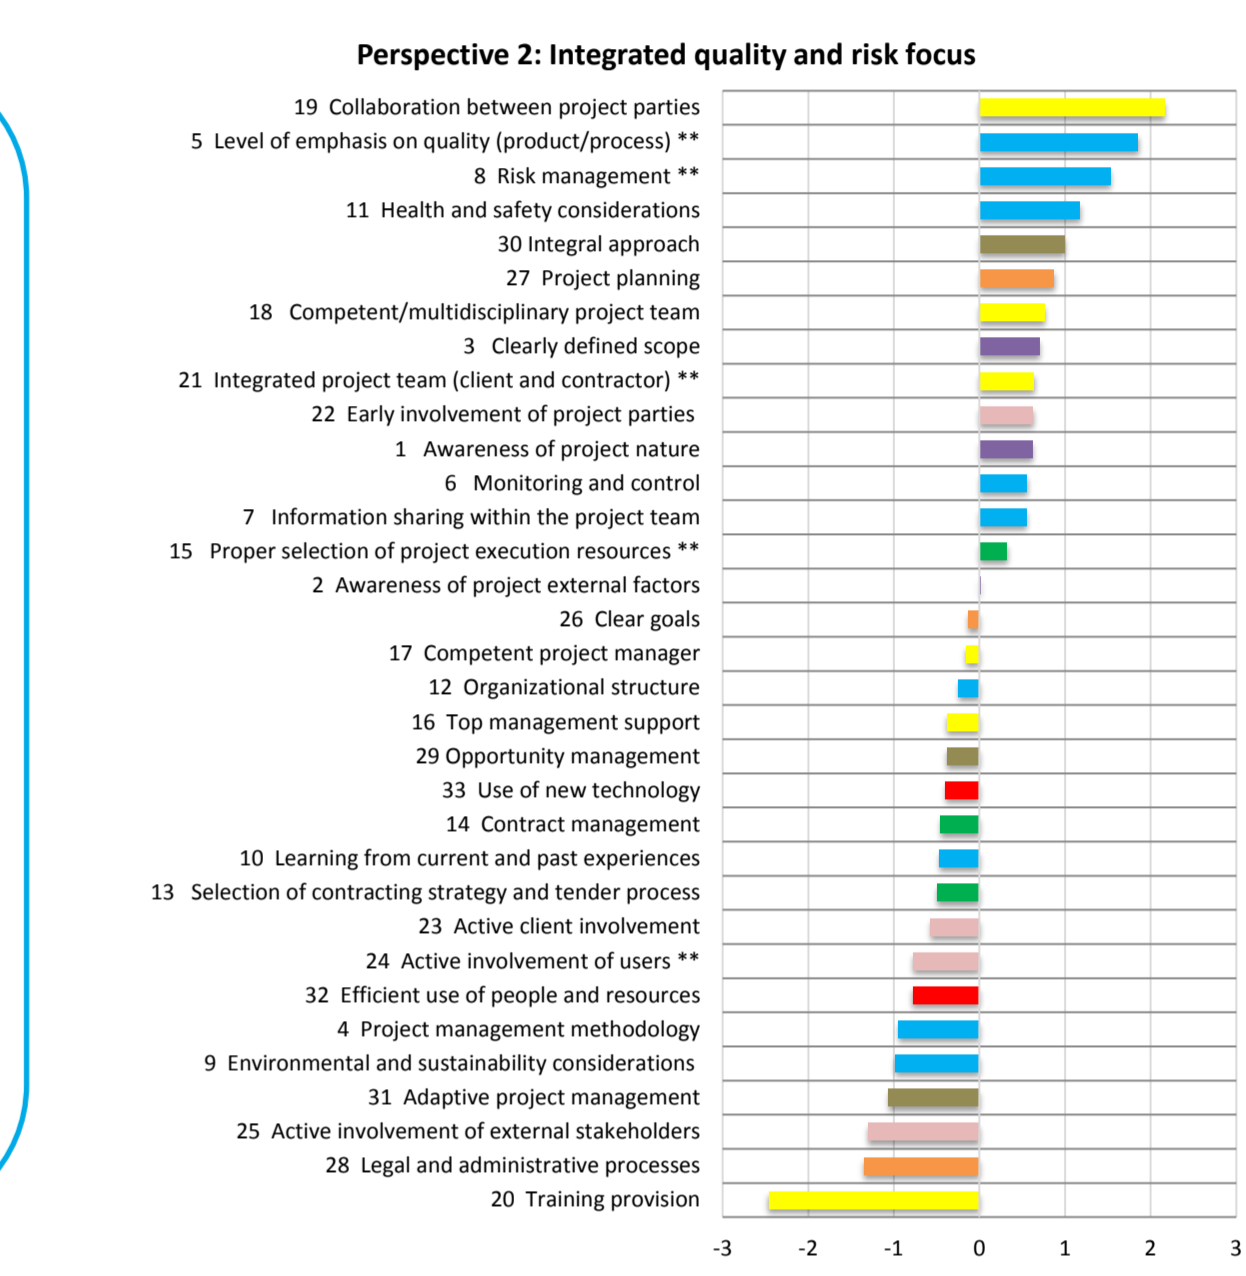 Perspective 2: Integrated quality and risk focus
19 Collaboration between project parties
5 Level of emphasis on quality (product/process) **
8 Risk management **
11 Health and safety considerations
30 Integral approach
27 Project planning
18 Competent/multidisciplinary project team
3 Clearly defined scope
21 Integrated project team (client and contractor) **
22 Early involvement of project parties
1 Awareness of project nature
6 Monitoring and control
7 Information sharing within the project team
15 Proper selection of project execution resources **
2 Awareness of project external factors
26 Clear goals
17 Competent project manager
12 Organizational structure
16 Top management support
29 Opportunity management
33 Use of new technology
14 Contract management
10 Learning from current and past experiences
13 Selection of contracting strategy and tender process
23 Active client involvement
24 Active involvement of users **
32 Efficient use of people and resources
4 Project management methodology
9 Environmental and sustainability considerations
31 Adaptive project management
25 Active involvement of external stakeholders
28 Legal and administrative processes
20 Training provision
-3 -2 -1 0 1 2 3